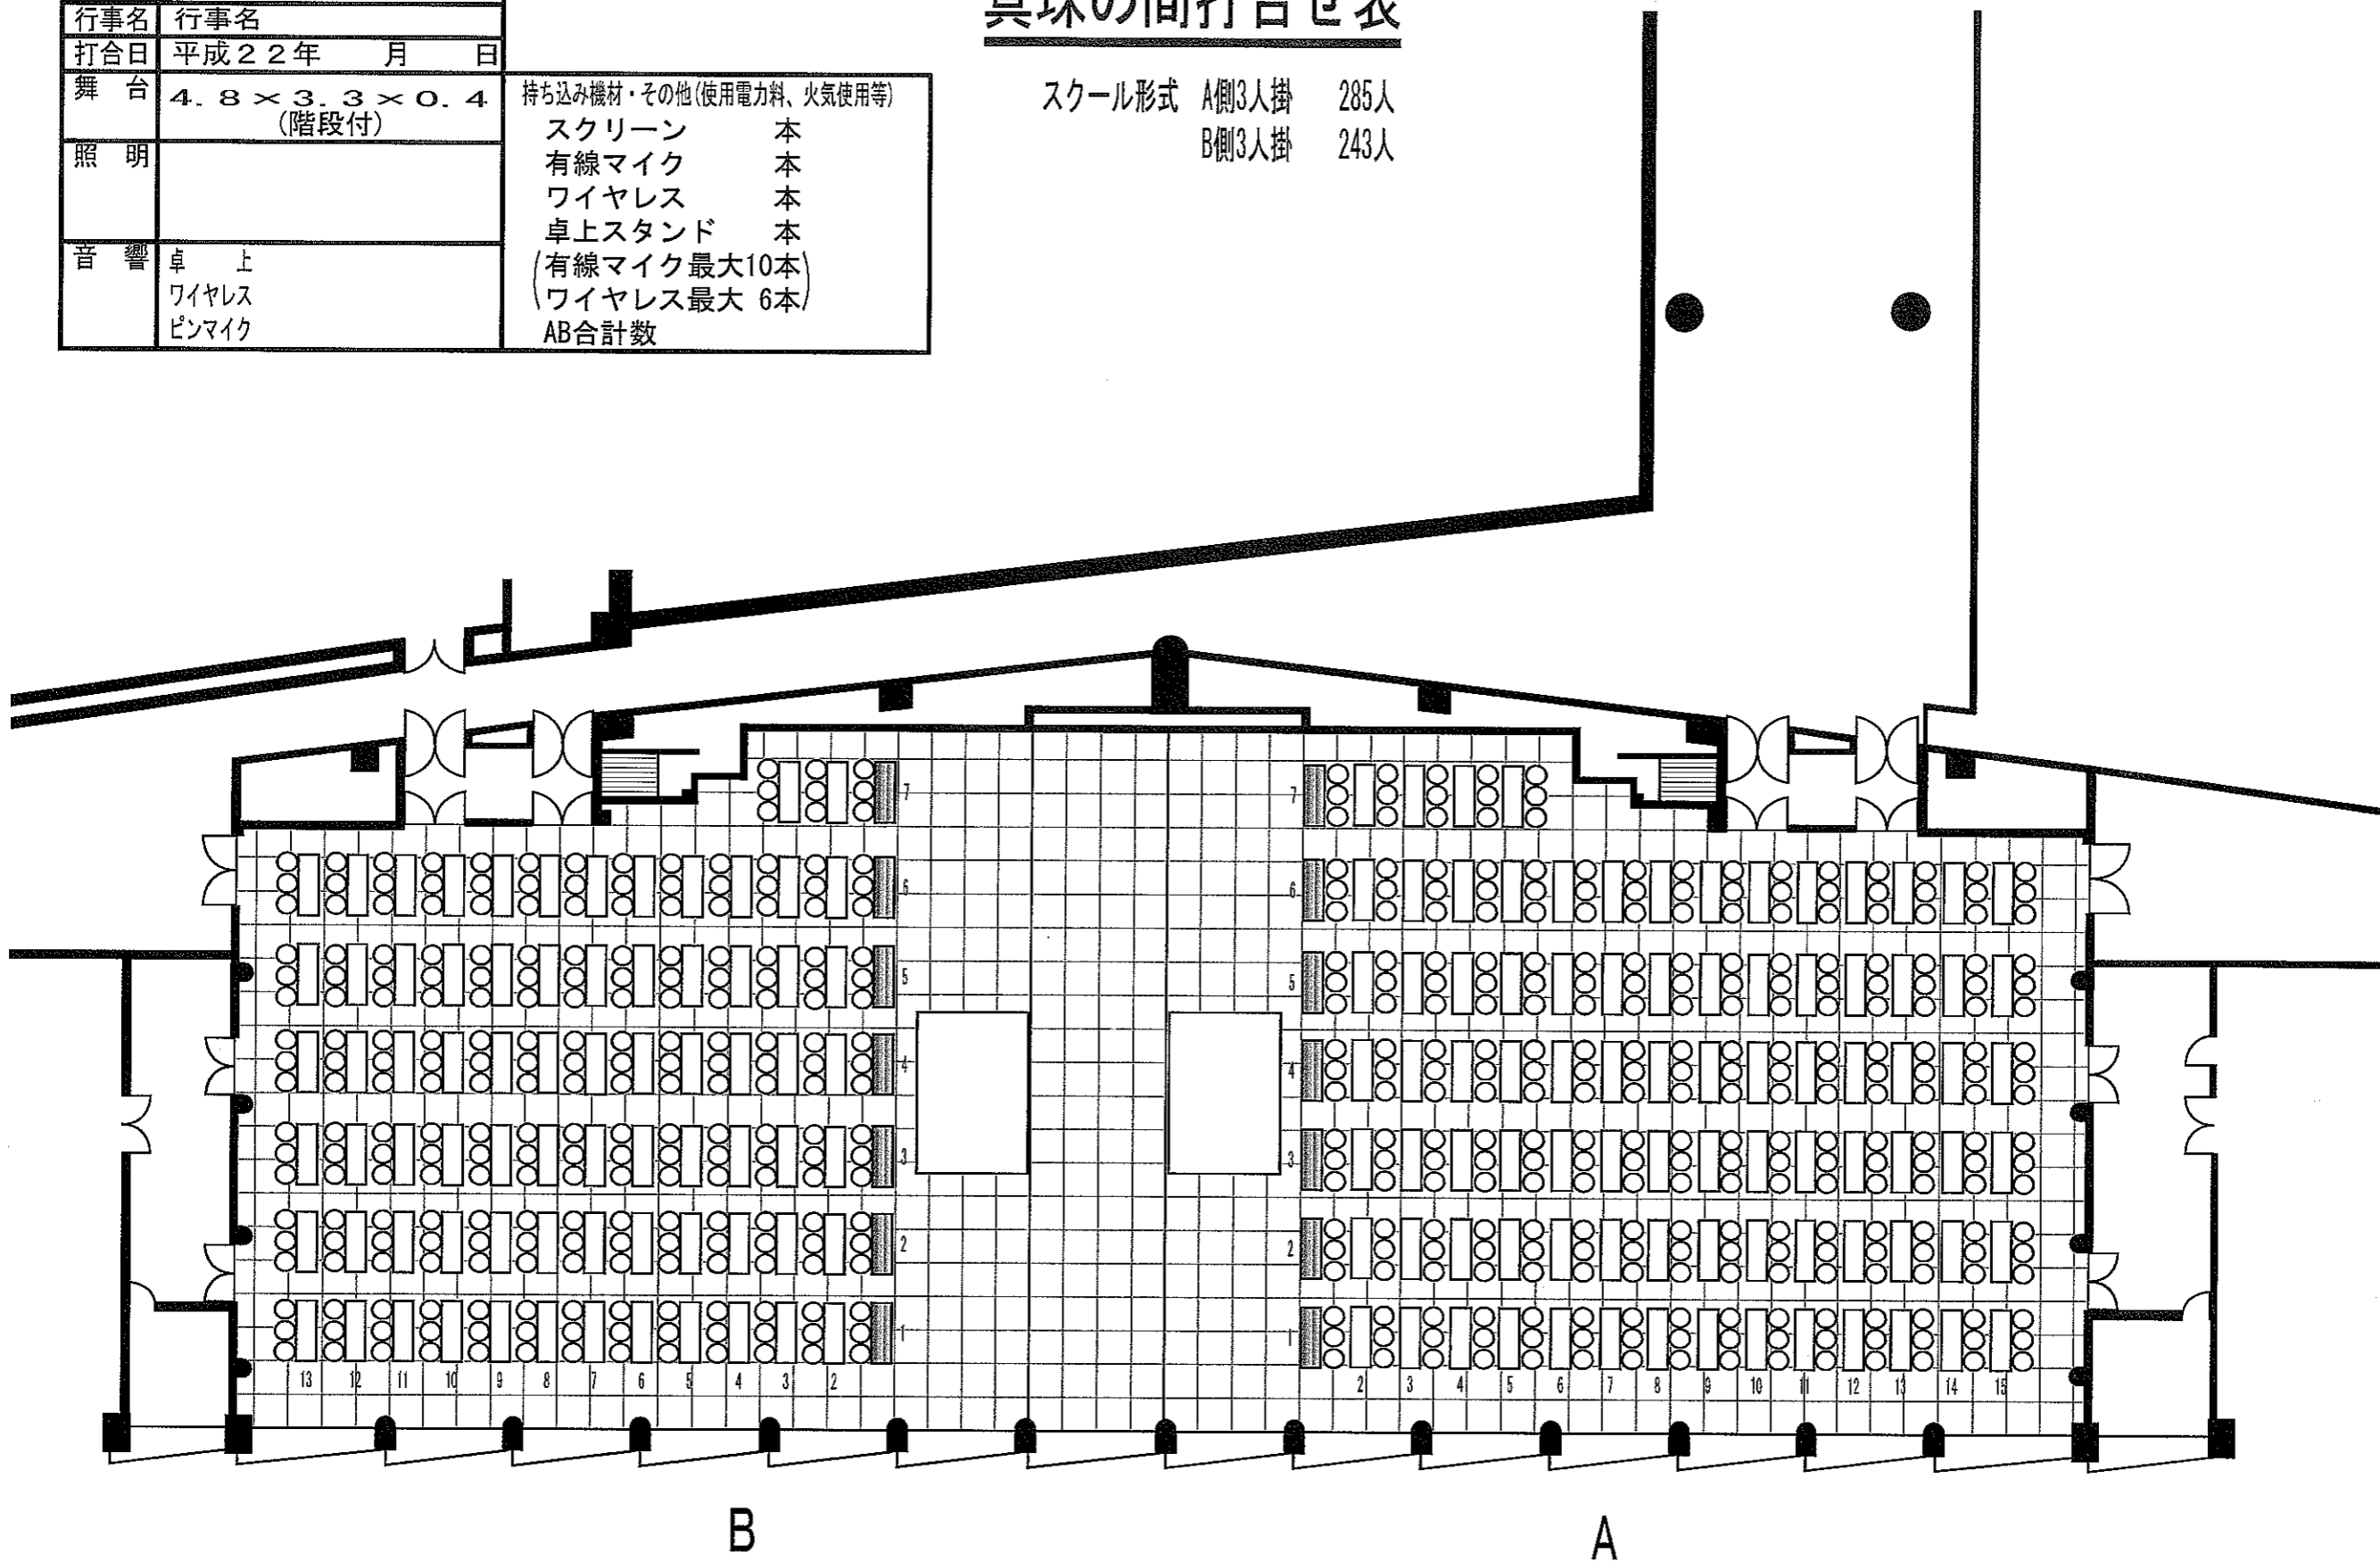 真珠の間打合せ表
行事名 行事名
打合日 平成22年 月 日
舞台 4.8×3.3×0.4
(階段付)
照明
音響 卓上
ワイヤレス
ピンマイク
持ち込み機材・その他(使用電力料、火気使用等)
スクリーン 本
有線マイク 本
ワイヤレス 本
卓上スタンド 本
(有線マイク最大10本)
(ワイヤレス最大 6本)
AB合計数
スクール形式 A側3人掛 285人
B側3人掛 243人
7 7
6 6
5 5
4 4
3 3
2 2
1 1
13 12 11 10 9 8 7 6 5 4 3 2
2 3 4 5 6 7 8 9 10 11 12 13 14 15
B A